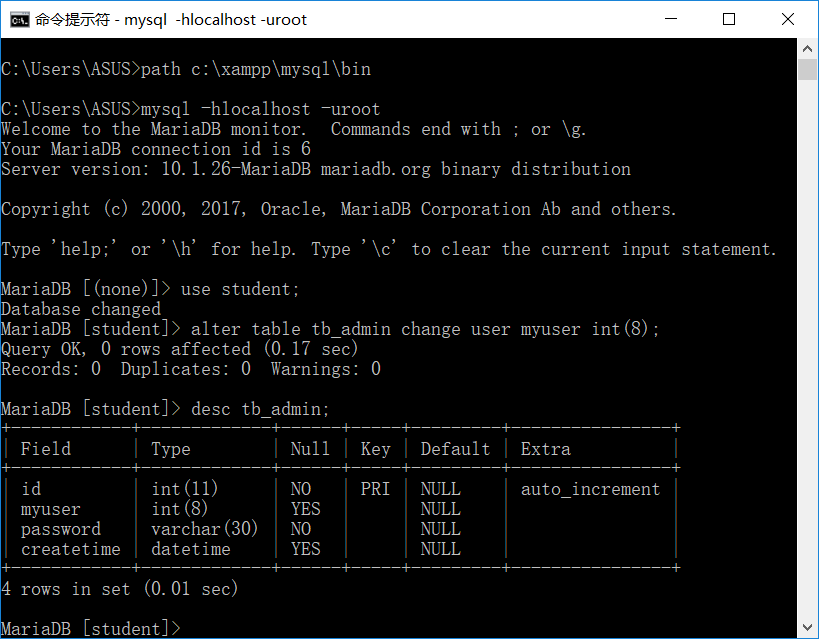 命令提示符 - mysql  -hlocalhost -uroot
C:\Users\ASUS>path c:\xampp\mysql\bin
C:\Users\ASUS>mysql -hlocalhost -uroot
Welcome to the MariaDB monitor.  Commands end with ; or \g.
Your MariaDB connection id is 6
Server version: 10.1.26-MariaDB mariadb.org binary distribution
Copyright (c) 2000, 2017, Oracle, MariaDB Corporation Ab and others.
Type 'help;' or '\h' for help. Type '\c' to clear the current input statement.
MariaDB [(none)]> use student;
Database changed
MariaDB [student]> alter table tb_admin change user myuser int(8);
Query OK, 0 rows affected (0.17 sec)
Records: 0  Duplicates: 0  Warnings: 0
MariaDB [student]> desc tb_admin;
+------------+-------------+------+-----+---------+----------------+
| Field      | Type        | Null | Key | Default | Extra          |
+------------+-------------+------+-----+---------+----------------+
| id         | int(11)     | NO   | PRI | NULL    | auto_increment |
| myuser     | int(8)      | YES  |     | NULL    |                |
| password   | varchar(30) | NO   |     | NULL    |                |
| createtime | datetime    | YES  |     | NULL    |                |
+------------+-------------+------+-----+---------+----------------+
4 rows in set (0.01 sec)
MariaDB [student]>